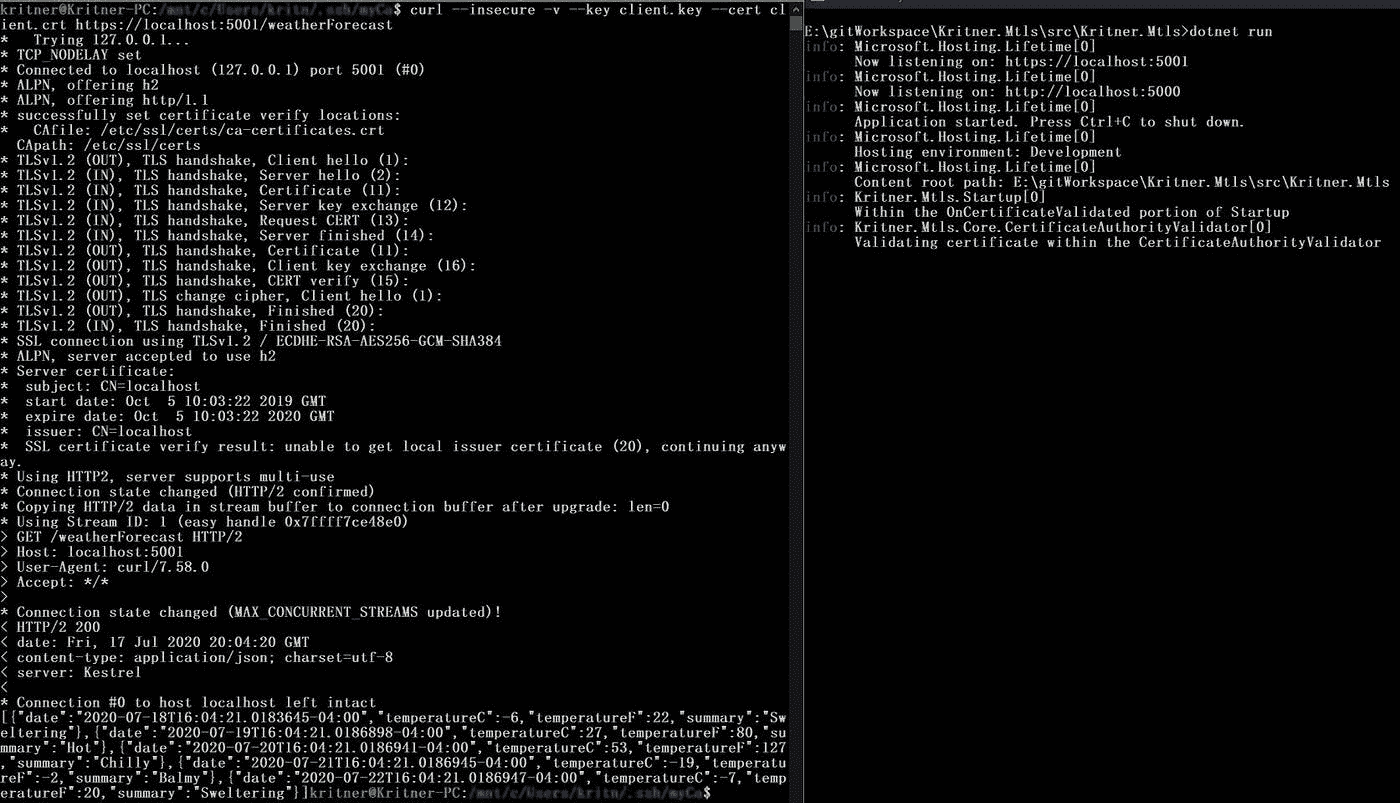 kritner@Kritner-PC:/mnt/c/Users/kritn/.ssh/myCa$ curl --insecure -v --key client.key --cert cl
ient.crt https://localhost:5001/weatherForecast
*   Trying 127.0.0.1...
* TCP_NODELAY set
* Connected to localhost (127.0.0.1) port 5001 (#0)
* ALPN, offering h2
* ALPN, offering http/1.1
* successfully set certificate verify locations:
*   CAfile: /etc/ssl/certs/ca-certificates.crt
  CApath: /etc/ssl/certs
* TLSv1.2 (OUT), TLS handshake, Client hello (1):
* TLSv1.2 (IN), TLS handshake, Server hello (2):
* TLSv1.2 (IN), TLS handshake, Certificate (11):
* TLSv1.2 (IN), TLS handshake, Server key exchange (12):
* TLSv1.2 (IN), TLS handshake, Request CERT (13):
* TLSv1.2 (IN), TLS handshake, Server finished (14):
* TLSv1.2 (OUT), TLS handshake, Certificate (11):
* TLSv1.2 (OUT), TLS handshake, Client key exchange (16):
* TLSv1.2 (OUT), TLS handshake, CERT verify (15):
* TLSv1.2 (OUT), TLS change cipher, Client hello (1):
* TLSv1.2 (OUT), TLS handshake, Finished (20):
* TLSv1.2 (IN), TLS handshake, Finished (20):
* SSL connection using TLSv1.2 / ECDHE-RSA-AES256-GCM-SHA384
* ALPN, server accepted to use h2
* Server certificate:
*  subject: CN=localhost
*  start date: Oct  5 10:03:22 2019 GMT
*  expire date: Oct  5 10:03:22 2020 GMT
*  issuer: CN=localhost
*  SSL certificate verify result: unable to get local issuer certificate (20), continuing anyw
ay.
* Using HTTP2, server supports multi-use
* Connection state changed (HTTP/2 confirmed)
* Copying HTTP/2 data in stream buffer to connection buffer after upgrade: len=0
* Using Stream ID: 1 (easy handle 0x7ffff7ce48e0)
> GET /weatherForecast HTTP/2
> Host: localhost:5001
> User-Agent: curl/7.58.0
> Accept: */*
>
* Connection state changed (MAX_CONCURRENT_STREAMS updated)!
< HTTP/2 200
< date: Fri, 17 Jul 2020 20:04:20 GMT
< content-type: application/json; charset=utf-8
< server: Kestrel
<
* Connection #0 to host localhost left intact
[{"date":"2020-07-18T16:04:21.0183645-04:00","temperatureC":-6,"temperatureF":22,"summary":"Sw
eltering"},{"date":"2020-07-19T16:04:21.0186898-04:00","temperatureC":27,"temperatureF":80,"su
mmary":"Hot"},{"date":"2020-07-20T16:04:21.0186941-04:00","temperatureC":53,"temperatureF":127
,"summary":"Chilly"},{"date":"2020-07-21T16:04:21.0186945-04:00","temperatureC":-19,"temperatu
reF":-2,"summary":"Balmy"},{"date":"2020-07-22T16:04:21.0186947-04:00","temperatureC":-7,"temp
eratureF":20,"summary":"Sweltering"}]kritner@Kritner-PC:/mnt/c/Users/kritn/.ssh/myCa$
E:\gitWorkspace\Kritner.Mtls\src\Kritner.Mtls>dotnet run
info: Microsoft.Hosting.Lifetime[0]
      Now listening on: https://localhost:5001
info: Microsoft.Hosting.Lifetime[0]
      Now listening on: http://localhost:5000
info: Microsoft.Hosting.Lifetime[0]
      Application started. Press Ctrl+C to shut down.
info: Microsoft.Hosting.Lifetime[0]
      Hosting environment: Development
info: Microsoft.Hosting.Lifetime[0]
      Content root path: E:\gitWorkspace\Kritner.Mtls\src\Kritner.Mtls
info: Kritner.Mtls.Startup[0]
      Within the OnCertificateValidated portion of Startup
info: Kritner.Mtls.Core.CertificateAuthorityValidator[0]
      Validating certificate within the CertificateAuthorityValidator